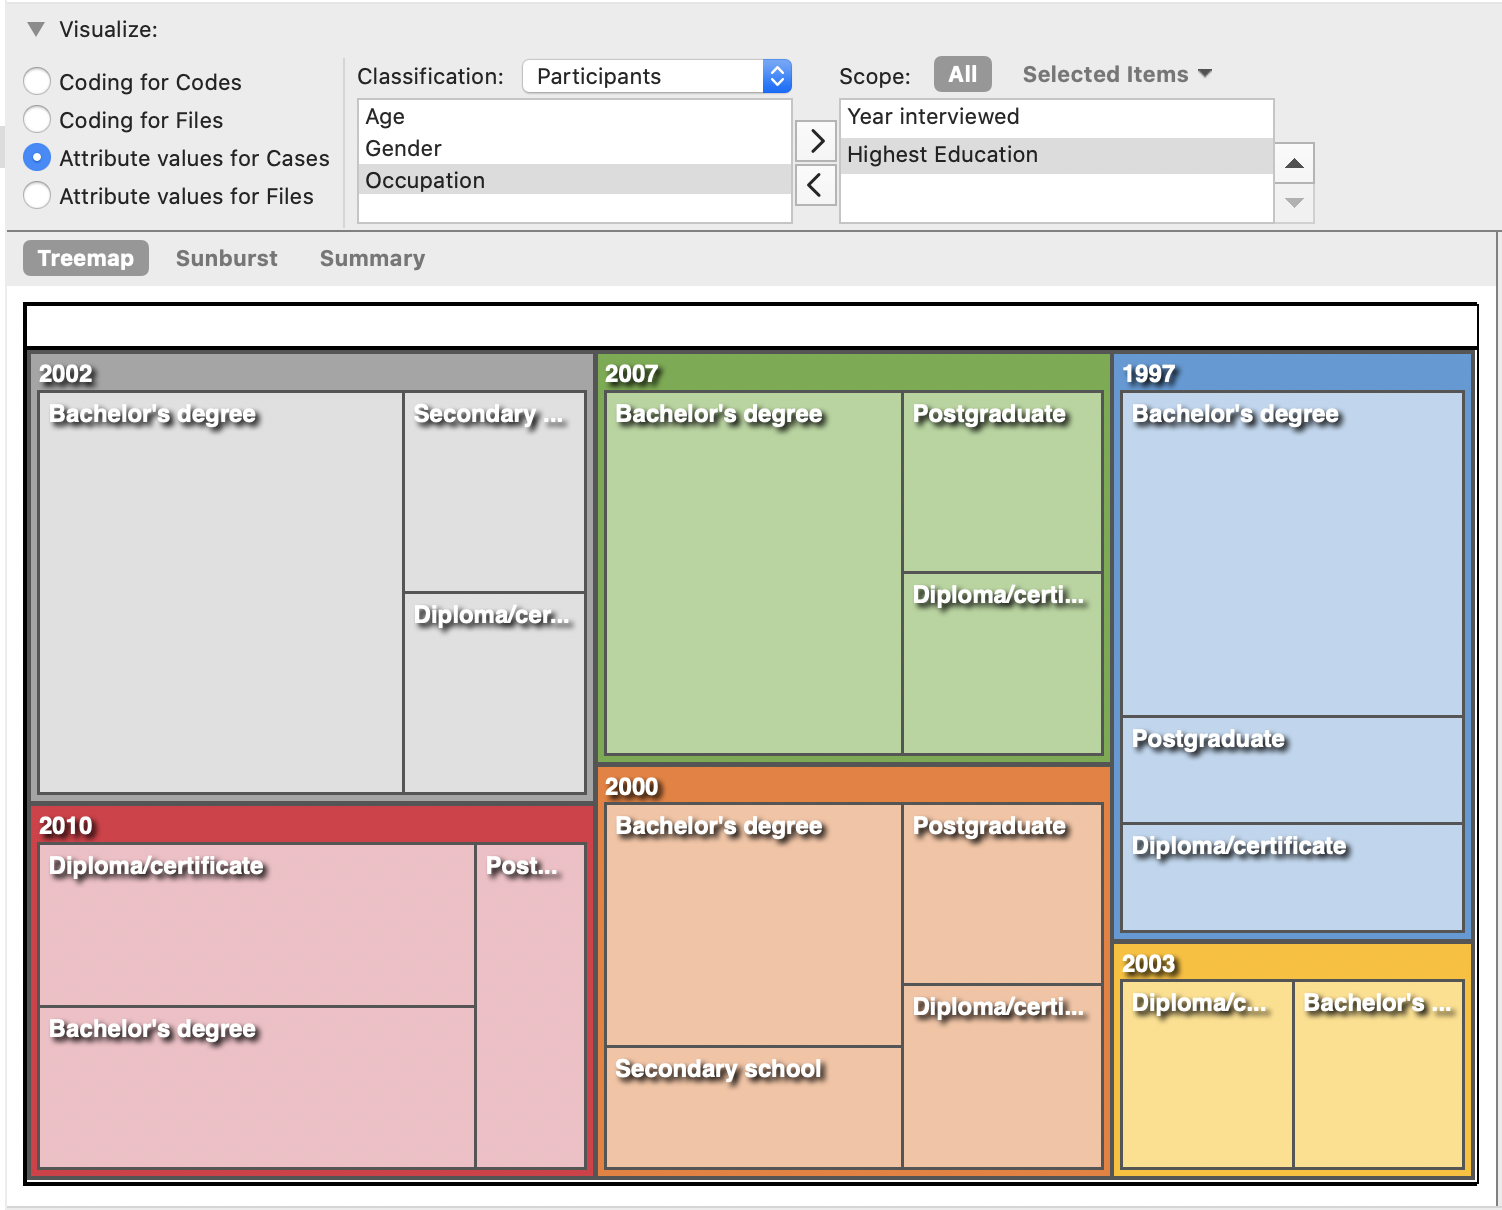 Visualize:
Coding for Codes
Coding for Files
Attribute values for Cases
Attribute values for Files
Classification: Participants
Age
Gender
Occupation
Scope: All Selected Items
Year interviewed
Highest Education
Treemap Sunburst Summary
2002
Bachelor's degree
Secondary ...
Diploma/cer...
2010
Diploma/certificate
Post...
Bachelor's degree
2007
Bachelor's degree
Postgraduate
Diploma/certi...
2000
Bachelor's degree
Postgraduate
Diploma/certi...
Secondary school
1997
Bachelor's degree
Postgraduate
Diploma/certificate
2003
Diploma/c...
Bachelor's ...